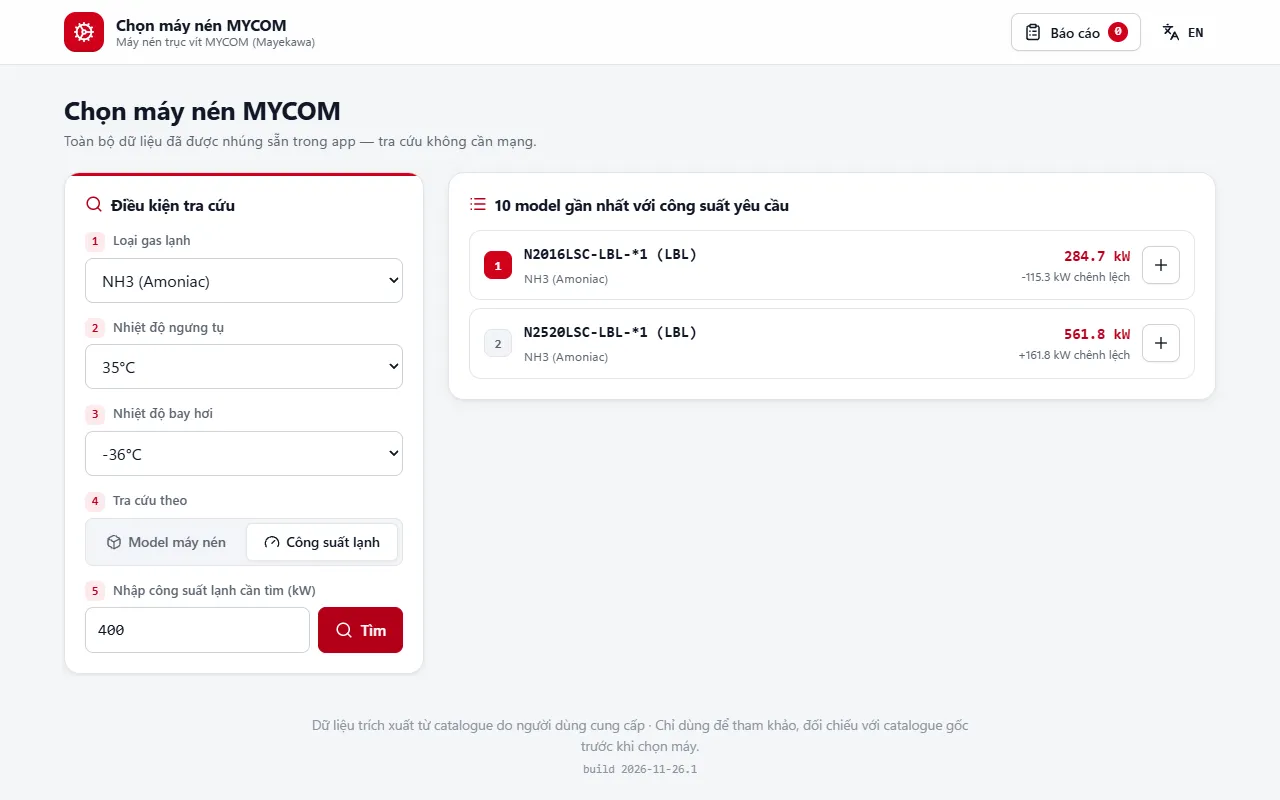 Chọn máy nén MYCOM
Máy nén trục vít MYCOM (Mayekawa)
Báo cáo 0
EN
Chọn máy nén MYCOM
Toàn bộ dữ liệu đã được nhúng sẵn trong app — tra cứu không cần mạng.
Điều kiện tra cứu
1 Loại gas lạnh
NH3 (Amoniac)
2 Nhiệt độ ngưng tụ
35°C
3 Nhiệt độ bay hơi
-36°C
4 Tra cứu theo
Model máy nén
Công suất lạnh
5 Nhập công suất lạnh cần tìm (kW)
400
Tìm
10 model gần nhất với công suất yêu cầu
1
N2016LSC-LBL-*1 (LBL)
NH3 (Amoniac)
284.7 kW
-115.3 kW chênh lệch
2
N2520LSC-LBL-*1 (LBL)
NH3 (Amoniac)
561.8 kW
+161.8 kW chênh lệch
Dữ liệu trích xuất từ catalogue do người dùng cung cấp · Chỉ dùng để tham khảo, đối chiếu với catalogue gốc
trước khi chọn máy.
build 2026-11-26.1